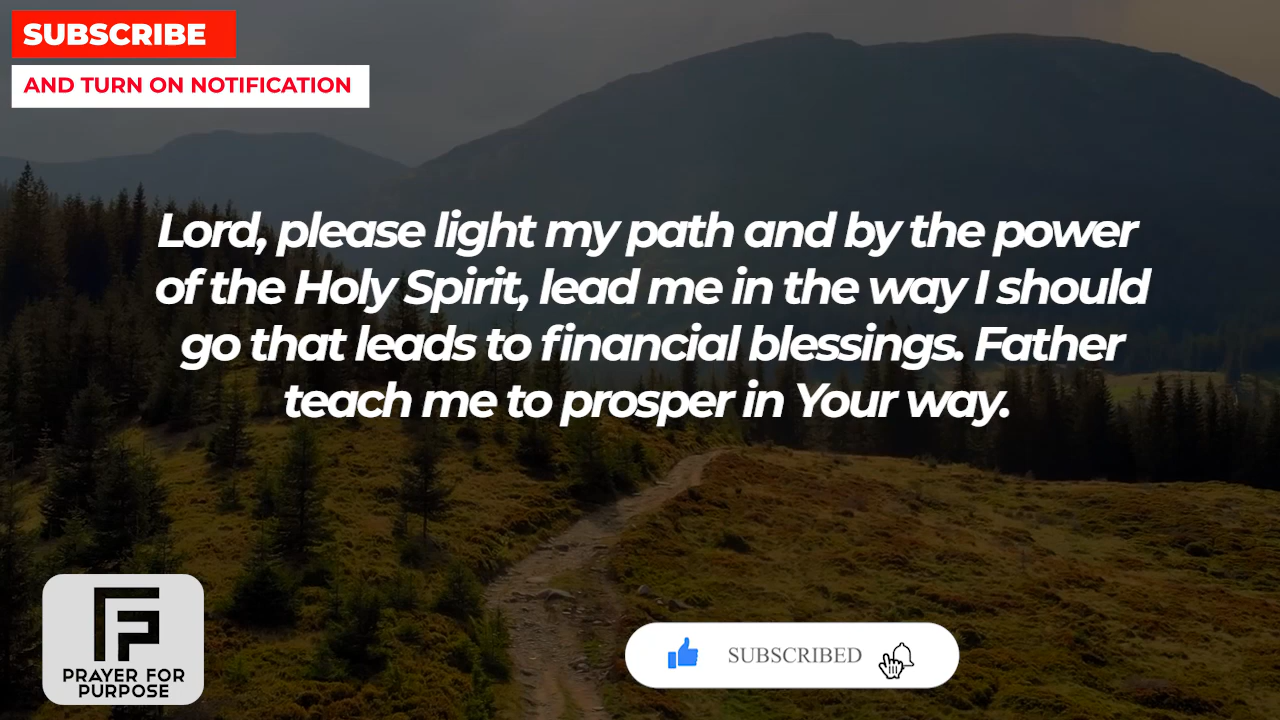 SUBSCRIBE
AND TURN ON NOTIFICATION
Lord, please light my path and by the power
of the Holy Spirit, lead me in the way I should
go that leads to financial blessings. Father
teach me to prosper in Your way.
PRAYER FOR
PURPOSE
SUBSCRIBED